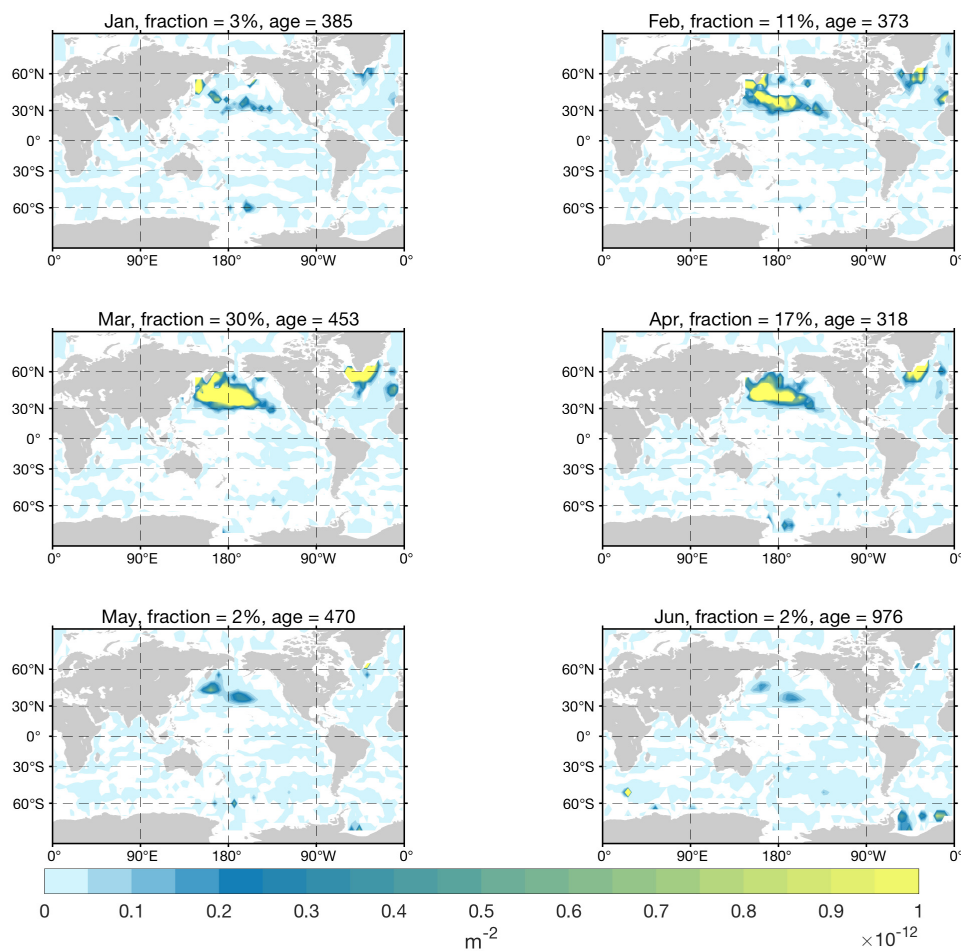 Jan, fraction = 3%, age = 385
Feb, fraction = 11%, age = 373
60°N
30°N
0°
30°S
60°S
0° 90°E 180° 90°W 0°
60°N
30°N
0°
30°S
60°S
0° 90°E 180° 90°W 0°
Mar, fraction = 30%, age = 453
Apr, fraction = 17%, age = 318
60°N
30°N
0°
30°S
60°S
0° 90°E 180° 90°W 0°
60°N
30°N
0°
30°S
60°S
0° 90°E 180° 90°W 0°
May, fraction = 2%, age = 470
Jun, fraction = 2%, age = 976
60°N
30°N
0°
30°S
60°S
0° 90°E 180° 90°W 0°
60°N
30°N
0°
30°S
60°S
0° 90°E 180° 90°W 0°
0 0.1 0.2 0.3 0.4 0.5 0.6 0.7 0.8 0.9 1
m⁻² ×10⁻¹²